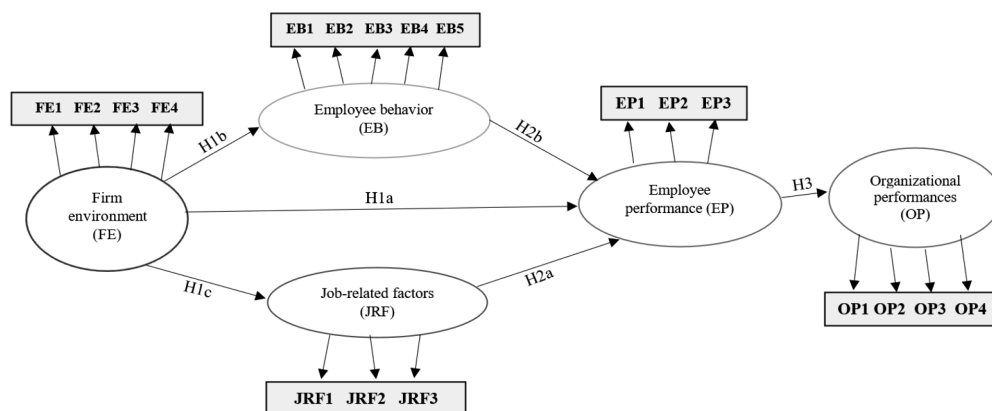 EB1 EB2 EB3 EB4 EB5
Employee behavior
(EB)
FE1 FE2 FE3 FE4
Firm
environment
(FE)
H1b
H2b
H1a
H1c
H2a
EP1 EP2 EP3
Employee
performance (EP)
H3
Organizational
performances
(OP)
Job-related factors
(JRF)
OP1 OP2 OP3 OP4
JRF1 JRF2 JRF3